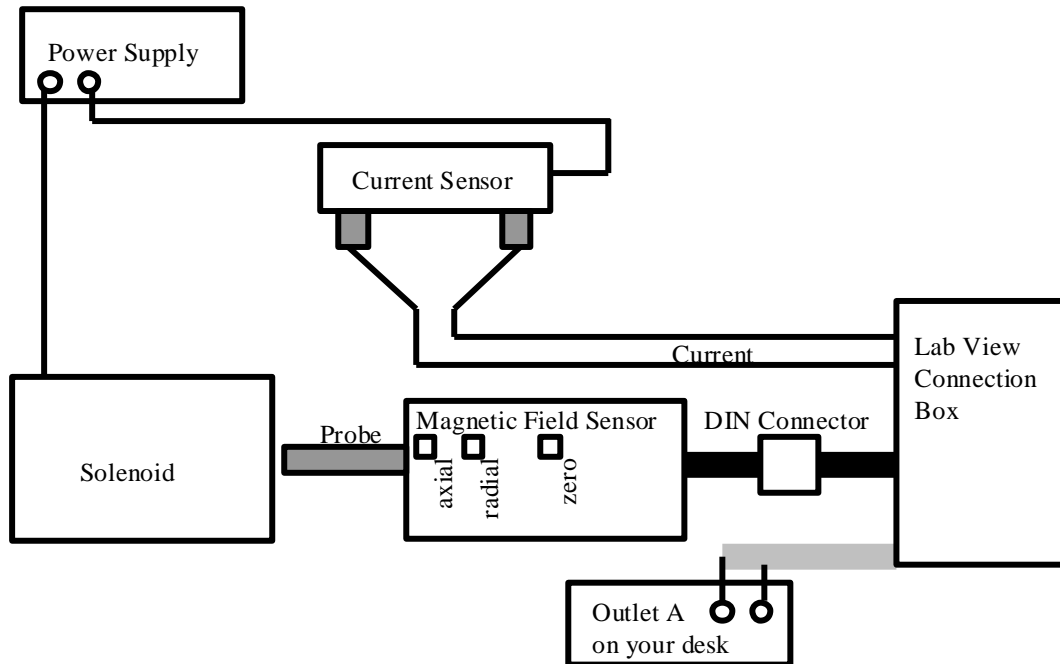 Power Supply
Current Sensor
Current
Lab View
Connection
Box
Solenoid
Probe
Magnetic Field Sensor
axial
radial
zero
DIN Connector
Outlet A
on your desk